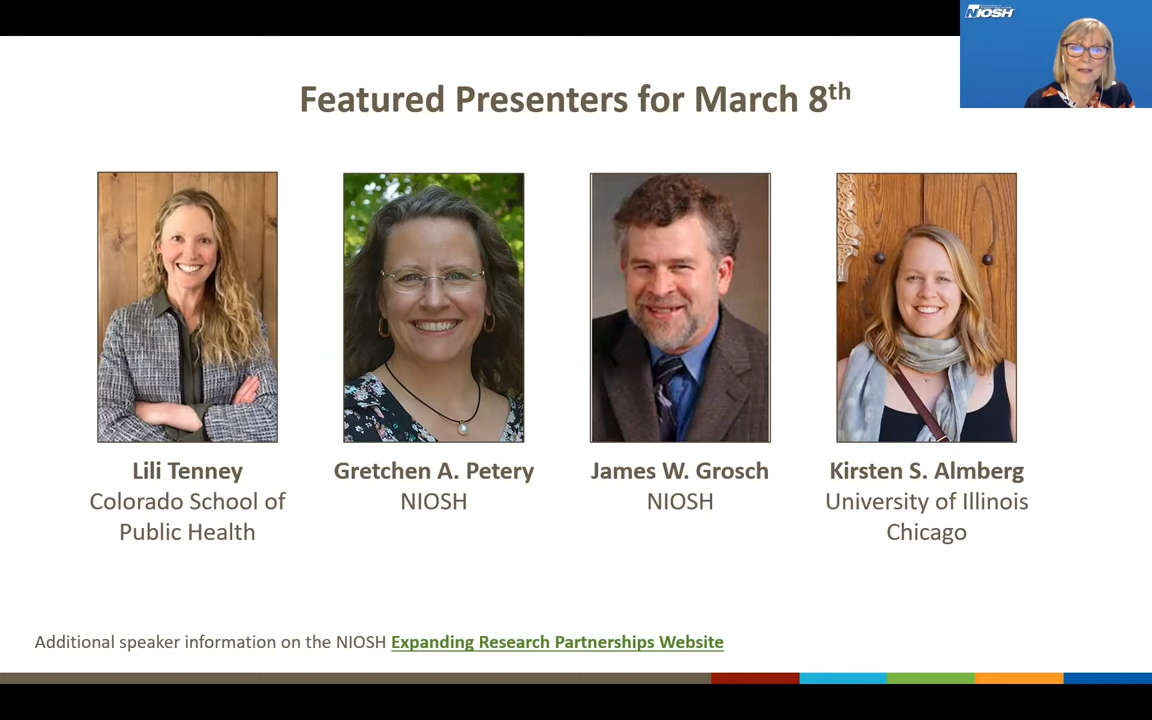 NIOSH
Featured Presenters for March 8th
Lili Tenney
Colorado School of
Public Health
Gretchen A. Petery
NIOSH
James W. Grosch
NIOSH
Kirsten S. Almberg
University of Illinois
Chicago
Additional speaker information on the NIOSH Expanding Research Partnerships Website